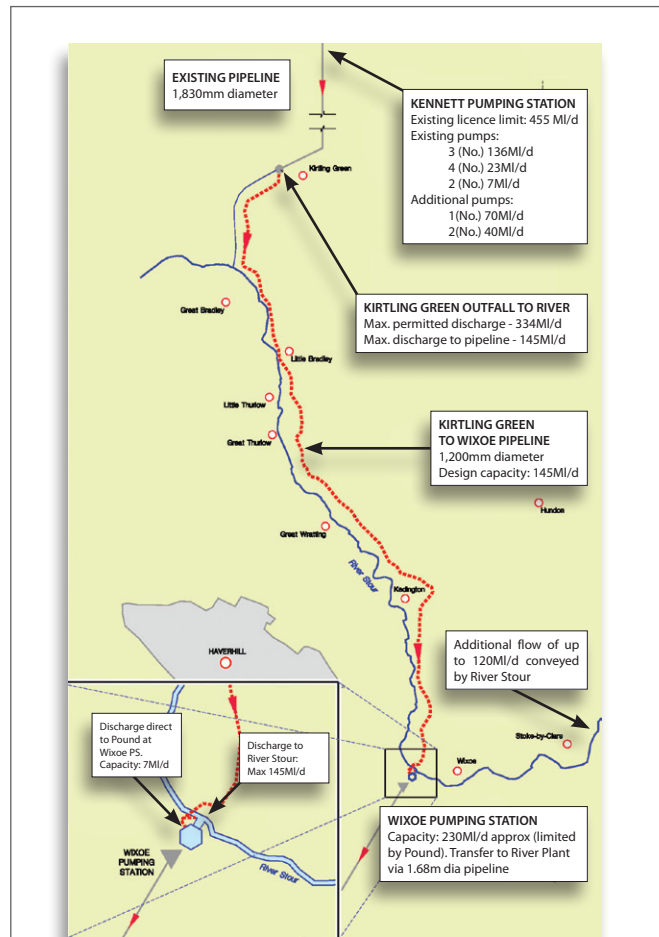 EXISTING PIPELINE
1,830mm diameter
KENNETT PUMPING STATION
Existing licence limit: 455 Ml/d
Existing pumps:
3 (No.) 136Ml/d
4 (No.) 23Ml/d
2 (No.) 7Ml/d
Additional pumps:
1(No.) 70Ml/d
2(No.) 40Ml/d
Kirtling Green
KIRTLING GREEN OUTFALL TO RIVER
Max. permitted discharge - 334Ml/d
Max. discharge to pipeline - 145Ml/d
Great Bradley
Little Bradley
Little Thurlow
Great Thurlow
KIRTLING GREEN
TO WIXOE PIPELINE
1,200mm diameter
Design capacity: 145Ml/d
Hundon
Great Wratting
River Stour
Kedington
HAVERHILL
Additional flow of up
to 120Ml/d conveyed
by River Stour
Stoke-by-Clare
Wixoe
Discharge direct
to Pound at
Wixoe PS.
Capacity: 7Ml/d
Discharge to
River Stour:
Max 145Ml/d
WIXOE
PUMPING
STATION
River Stour
WIXOE PUMPING STATION
Capacity: 230Ml/d approx (limited
by Pound). Transfer to River Plant
via 1.68m dia pipeline